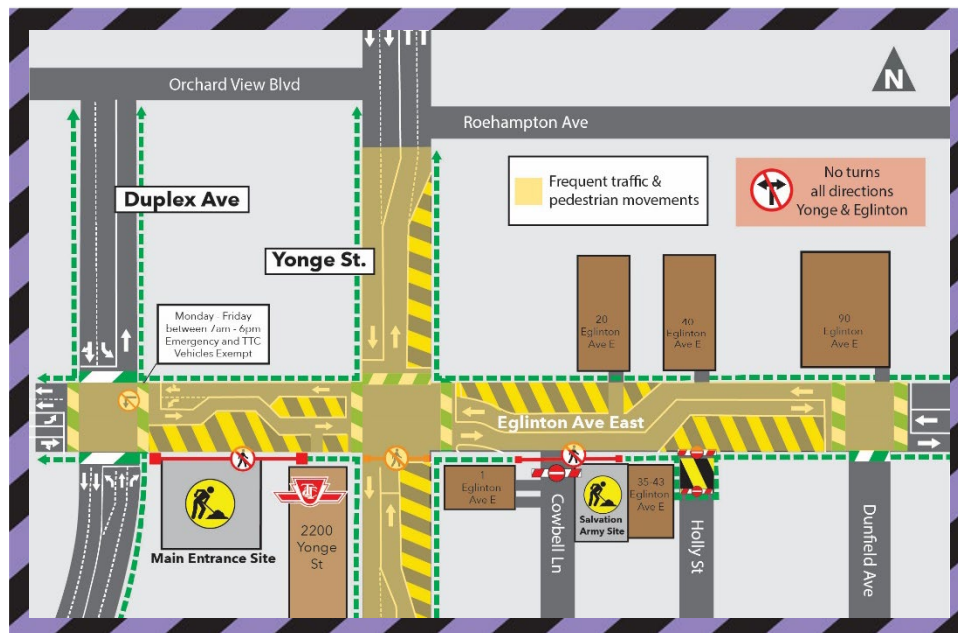 Orchard View Blvd
N
Roehampton Ave
Frequent traffic &
pedestrian movements
No turns
all directions
Yonge & Eglinton
Duplex Ave
Yonge St.
Monday - Friday
between 7am - 6pm
Emergency and TTC
Vehicles Exempt
20
Eglinton
Ave E
40
Eglinton
Ave E
90
Eglinton
Ave E
Eglinton Ave East
Main Entrance Site
TTC
2200
Yonge
St
1
Eglinton
Ave E
Cowbell Ln
Salvation
Army Site
35-43
Eglinton
Ave E
Holly St
Dunfield Ave